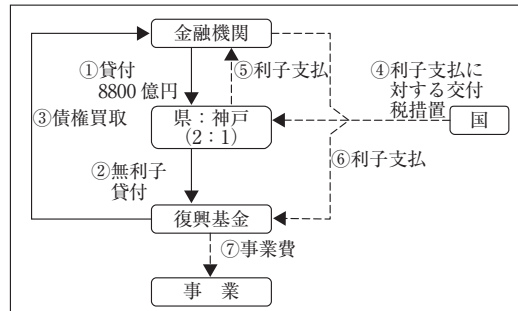 金融機関
①貸付
8800億円
⑤利子支払
④利子支払に
対する交付
税措置
③債権買取
県：神戸
(2：1)
国
②無利子
貸付
⑥利子支払
復興基金
⑦事業費
事　業